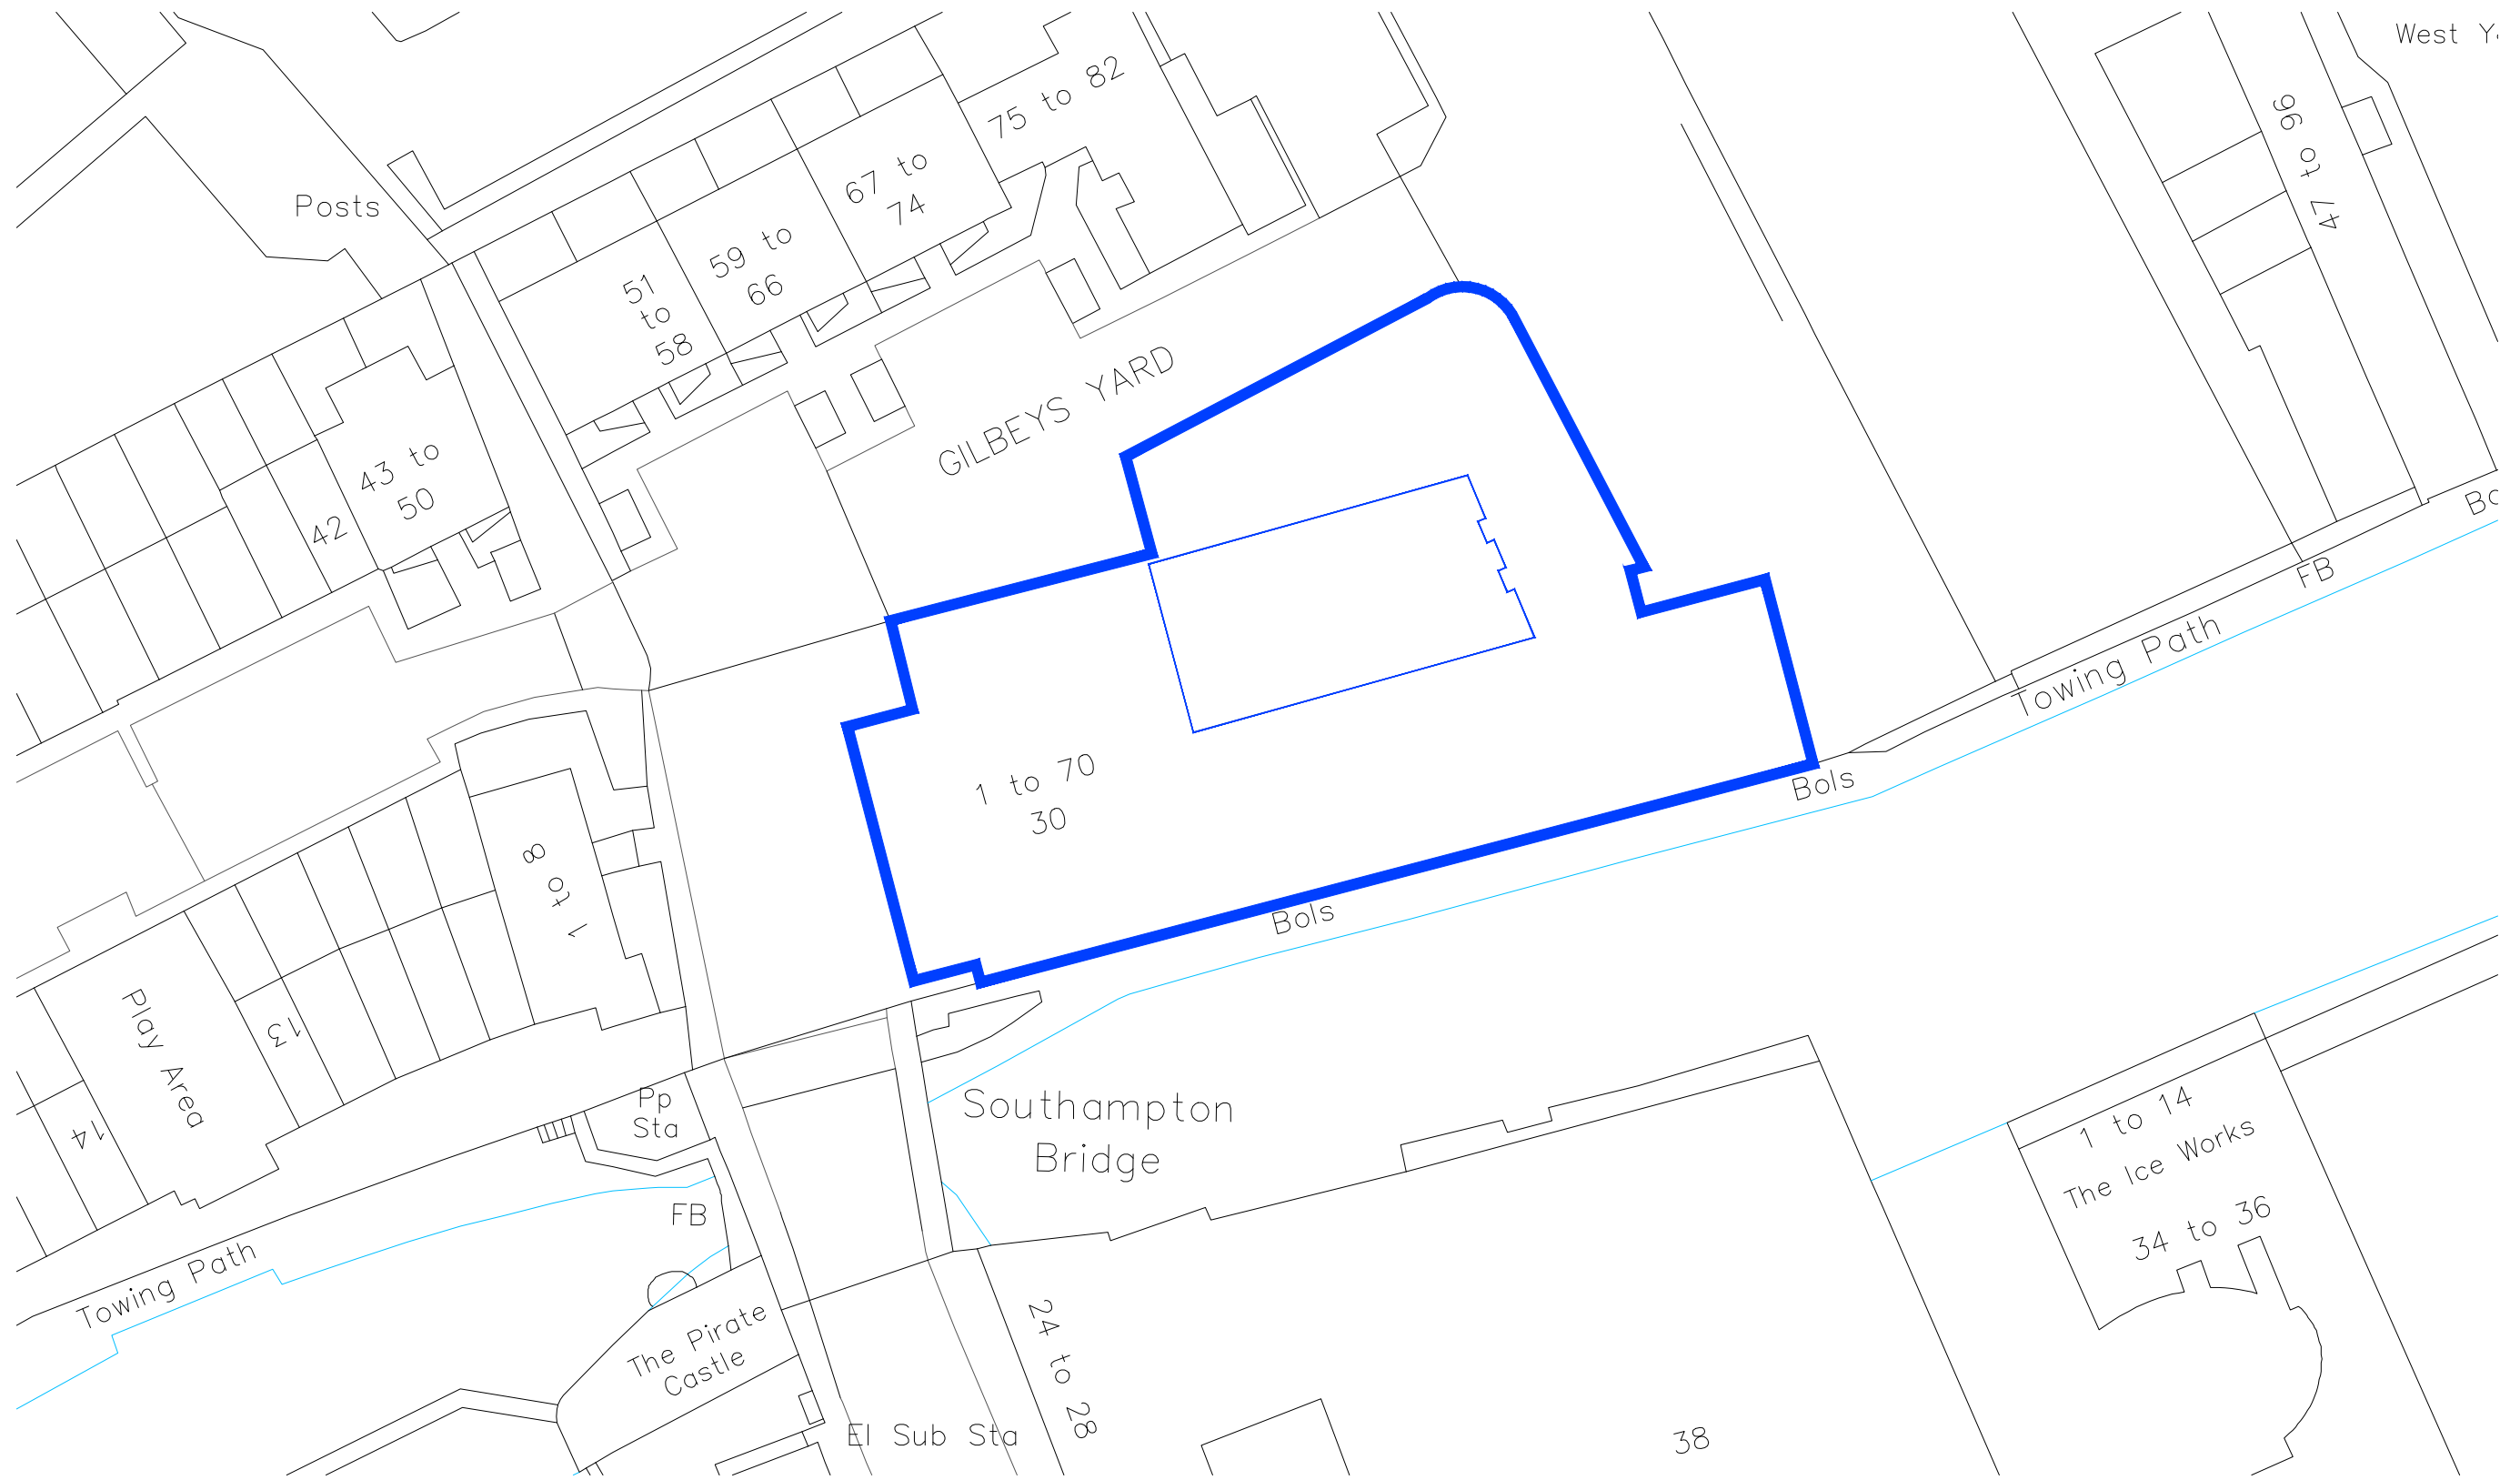 West Y
75 to 82
96 to 47
67 to
74
Posts
59 to
66
51
to
58
GILBEYS YARD
43 to
50
42
Bo
FB
Towing Path
1 to 70
30
Bols
Bols
8 to 1
Play Area
13
14
Pp
Sta
Southampton
Bridge
1 to 14
The Ice Works
34 to 36
FB
Towing Path
The Pirate
Castle
24 to 28
El Sub Sta
38